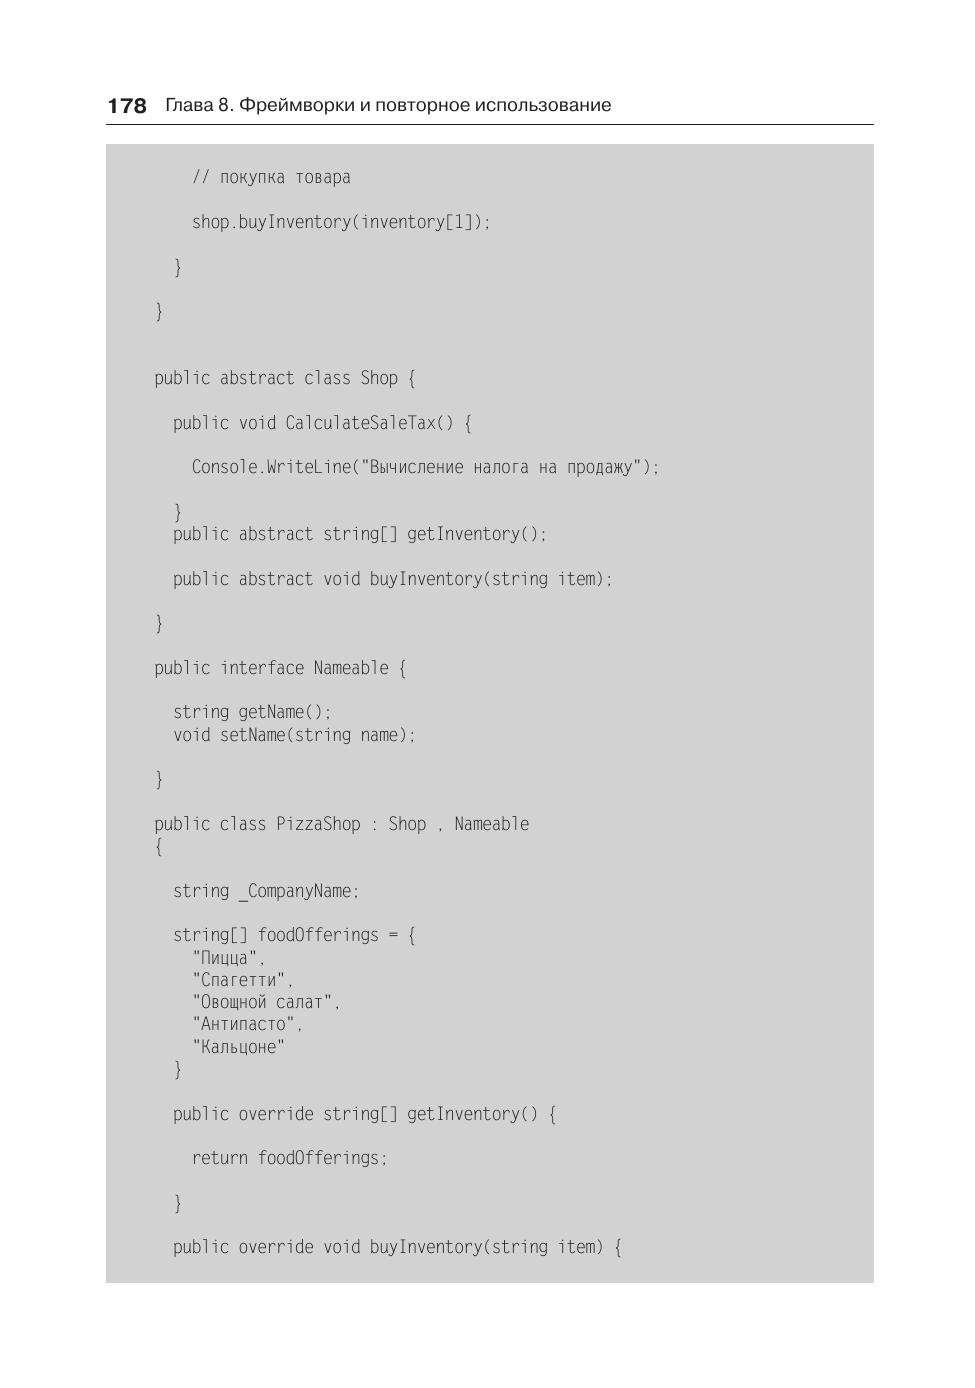 178 Глава 8. Фреймворки и повторное использование
// покупка товара
shop.buyInventory(inventory[1]);
}
}
public abstract class Shop {
public void CalculateSaleTax() {
Console.WriteLine("Вычисление налога на продажу");
}
public abstract string[] getInventory();
public abstract void buyInventory(string item);
}
public interface Nameable {
string getName();
void setName(string name);
}
public class PizzaShop : Shop , Nameable
{
string _CompanyName;
string[] foodOfferings = {
"Пицца",
"Спагетти",
"Овощной салат",
"Антипасто",
"Кальцоне"
}
public override string[] getInventory() {
return foodOfferings;
}
public override void buyInventory(string item) {